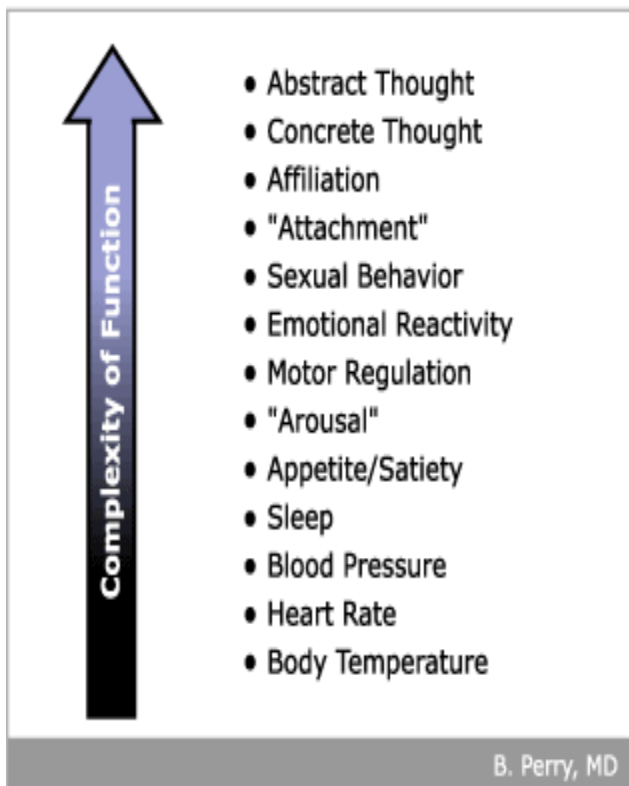 Complexity of Function
• Abstract Thought
• Concrete Thought
• Affiliation
• "Attachment"
• Sexual Behavior
• Emotional Reactivity
• Motor Regulation
• "Arousal"
• Appetite/Satiety
• Sleep
• Blood Pressure
• Heart Rate
• Body Temperature
B. Perry, MD